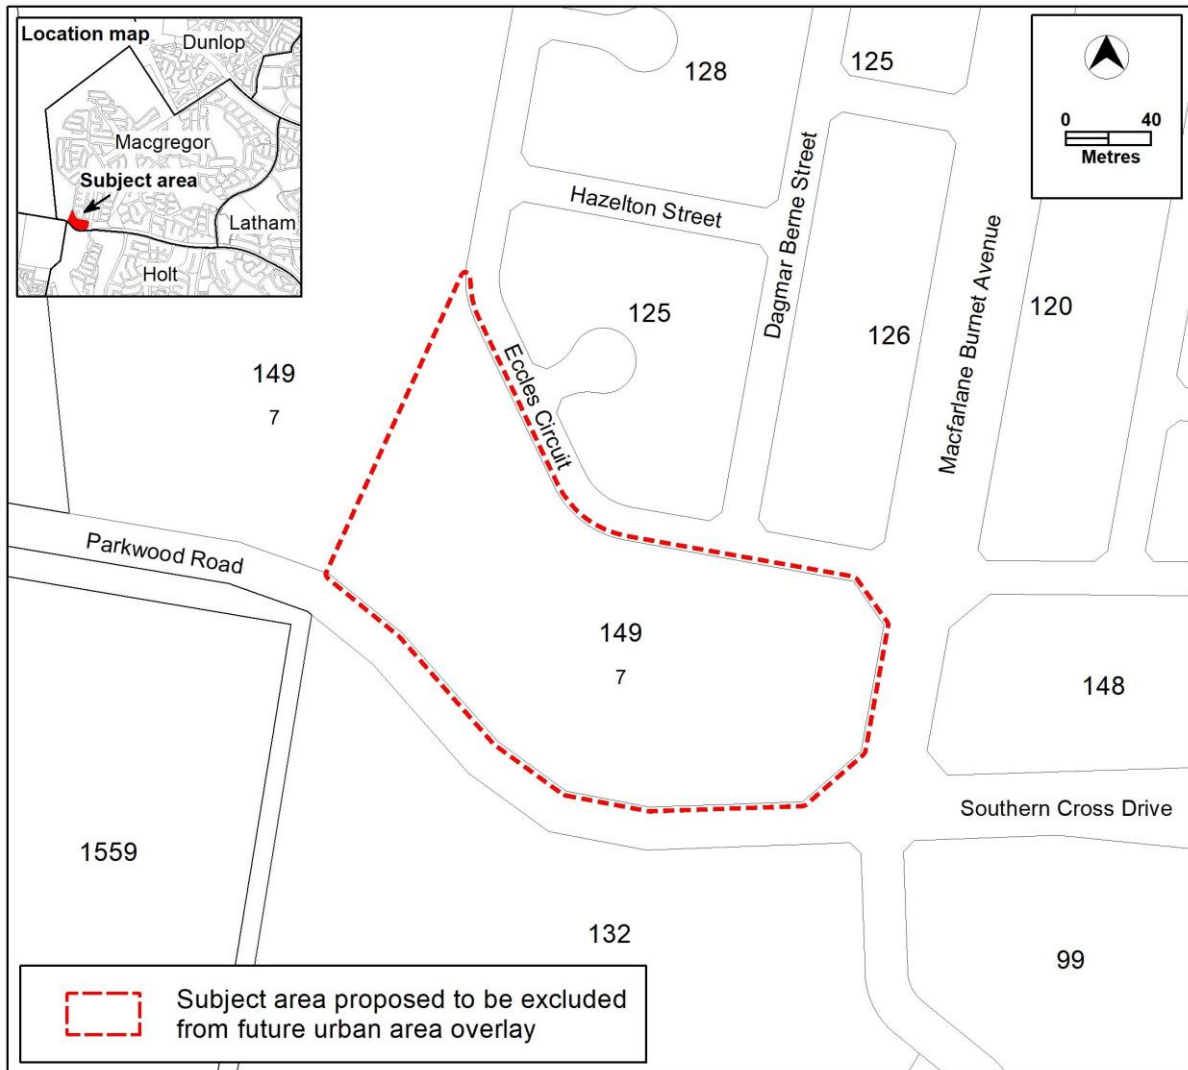 Location map
Dunlop
Macgregor
Subject area
Latham
Holt
128
125
0 40
Metres
Hazelton Street
Dagmar Berne Street
Macfarlane Burnet Avenue
125
126
120
149
7
Eccles Circuit
Parkwood Road
149
7
148
Southern Cross Drive
1559
132
99
Subject area proposed to be excluded
from future urban area overlay